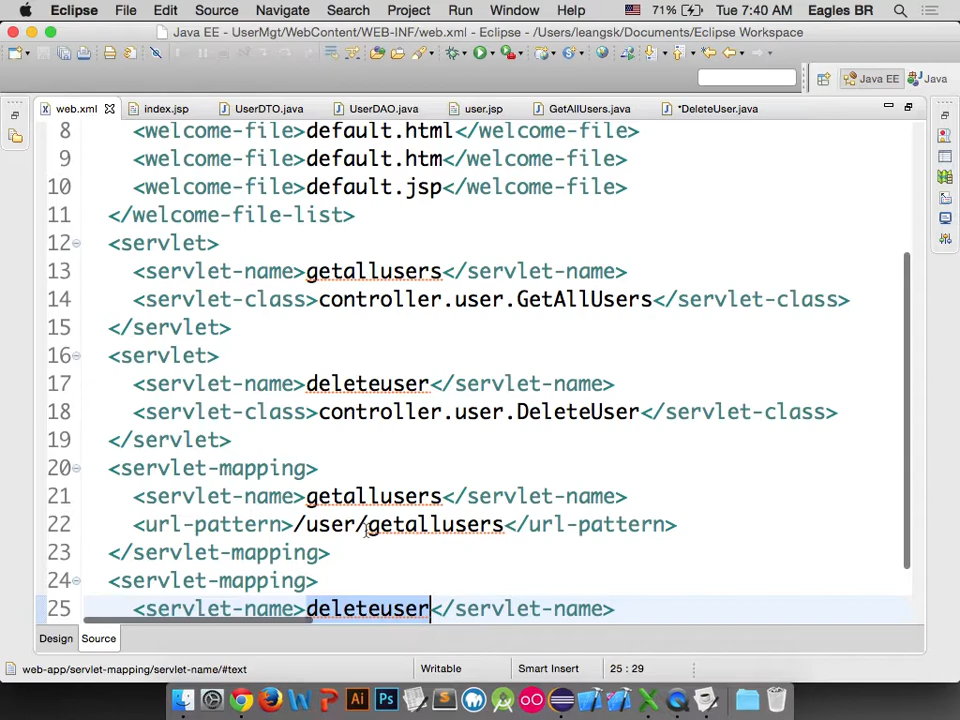 Eclipse File Edit Source Navigate Search Project Run Window Help 71% Tue 7:40 AM Eagles BR
Java EE - UserMgt/WebContent/WEB-INF/web.xml - Eclipse - /Users/leangsk/Documents/Eclipse Workspace
Java EE Java
web.xml index.jsp UserDTO.java UserDAO.java user.jsp GetAllUsers.java *DeleteUser.java
8 <welcome-file>default.html</welcome-file>
9 <welcome-file>default.htm</welcome-file>
10 <welcome-file>default.jsp</welcome-file>
11 </welcome-file-list>
12 <servlet>
13 <servlet-name>getallusers</servlet-name>
14 <servlet-class>controller.user.GetAllUsers</servlet-class>
15 </servlet>
16 <servlet>
17 <servlet-name>deleteuser</servlet-name>
18 <servlet-class>controller.user.DeleteUser</servlet-class>
19 </servlet>
20 <servlet-mapping>
21 <servlet-name>getallusers</servlet-name>
22 <url-pattern>/user/getallusers</url-pattern>
23 </servlet-mapping>
24 <servlet-mapping>
25 <servlet-name>deleteuser</servlet-name>
Design Source
web-app/servlet-mapping/servlet-name/#text Writable Smart Insert 25 : 29
Ai Ps